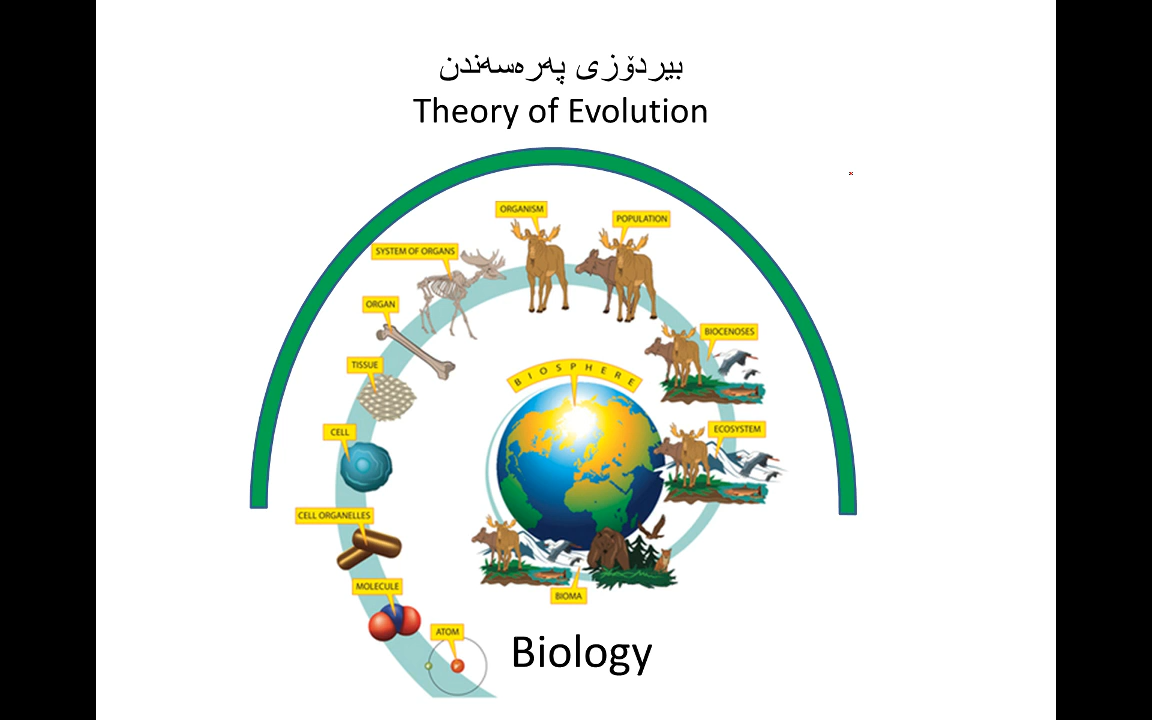 بیردۆزی پەرەسەندن
Theory of Evolution
ORGANISM
POPULATION
SYSTEM OF ORGANS
ORGAN
BIOCENOSES
TISSUE
BIOSPHERE
CELL
ECOSYSTEM
CELL ORGANELLES
MOLECULE
BIOMA
ATOM
Biology